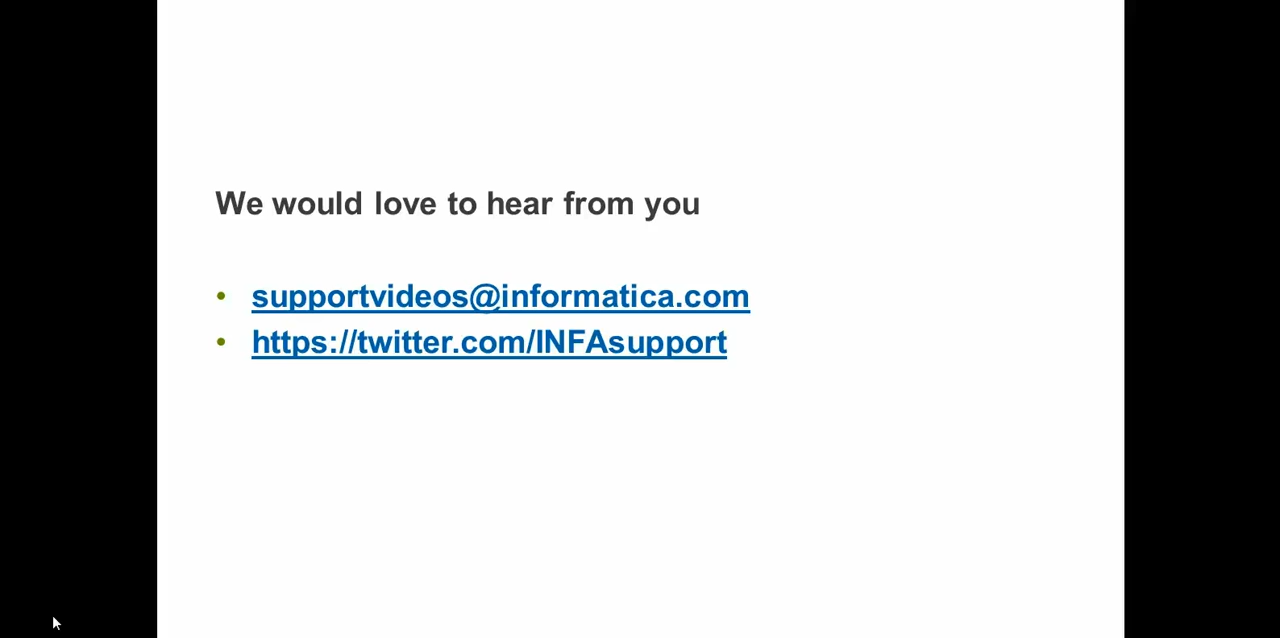 We would love to hear from you
• supportvideos@informatica.com
• https://twitter.com/INFAsupport